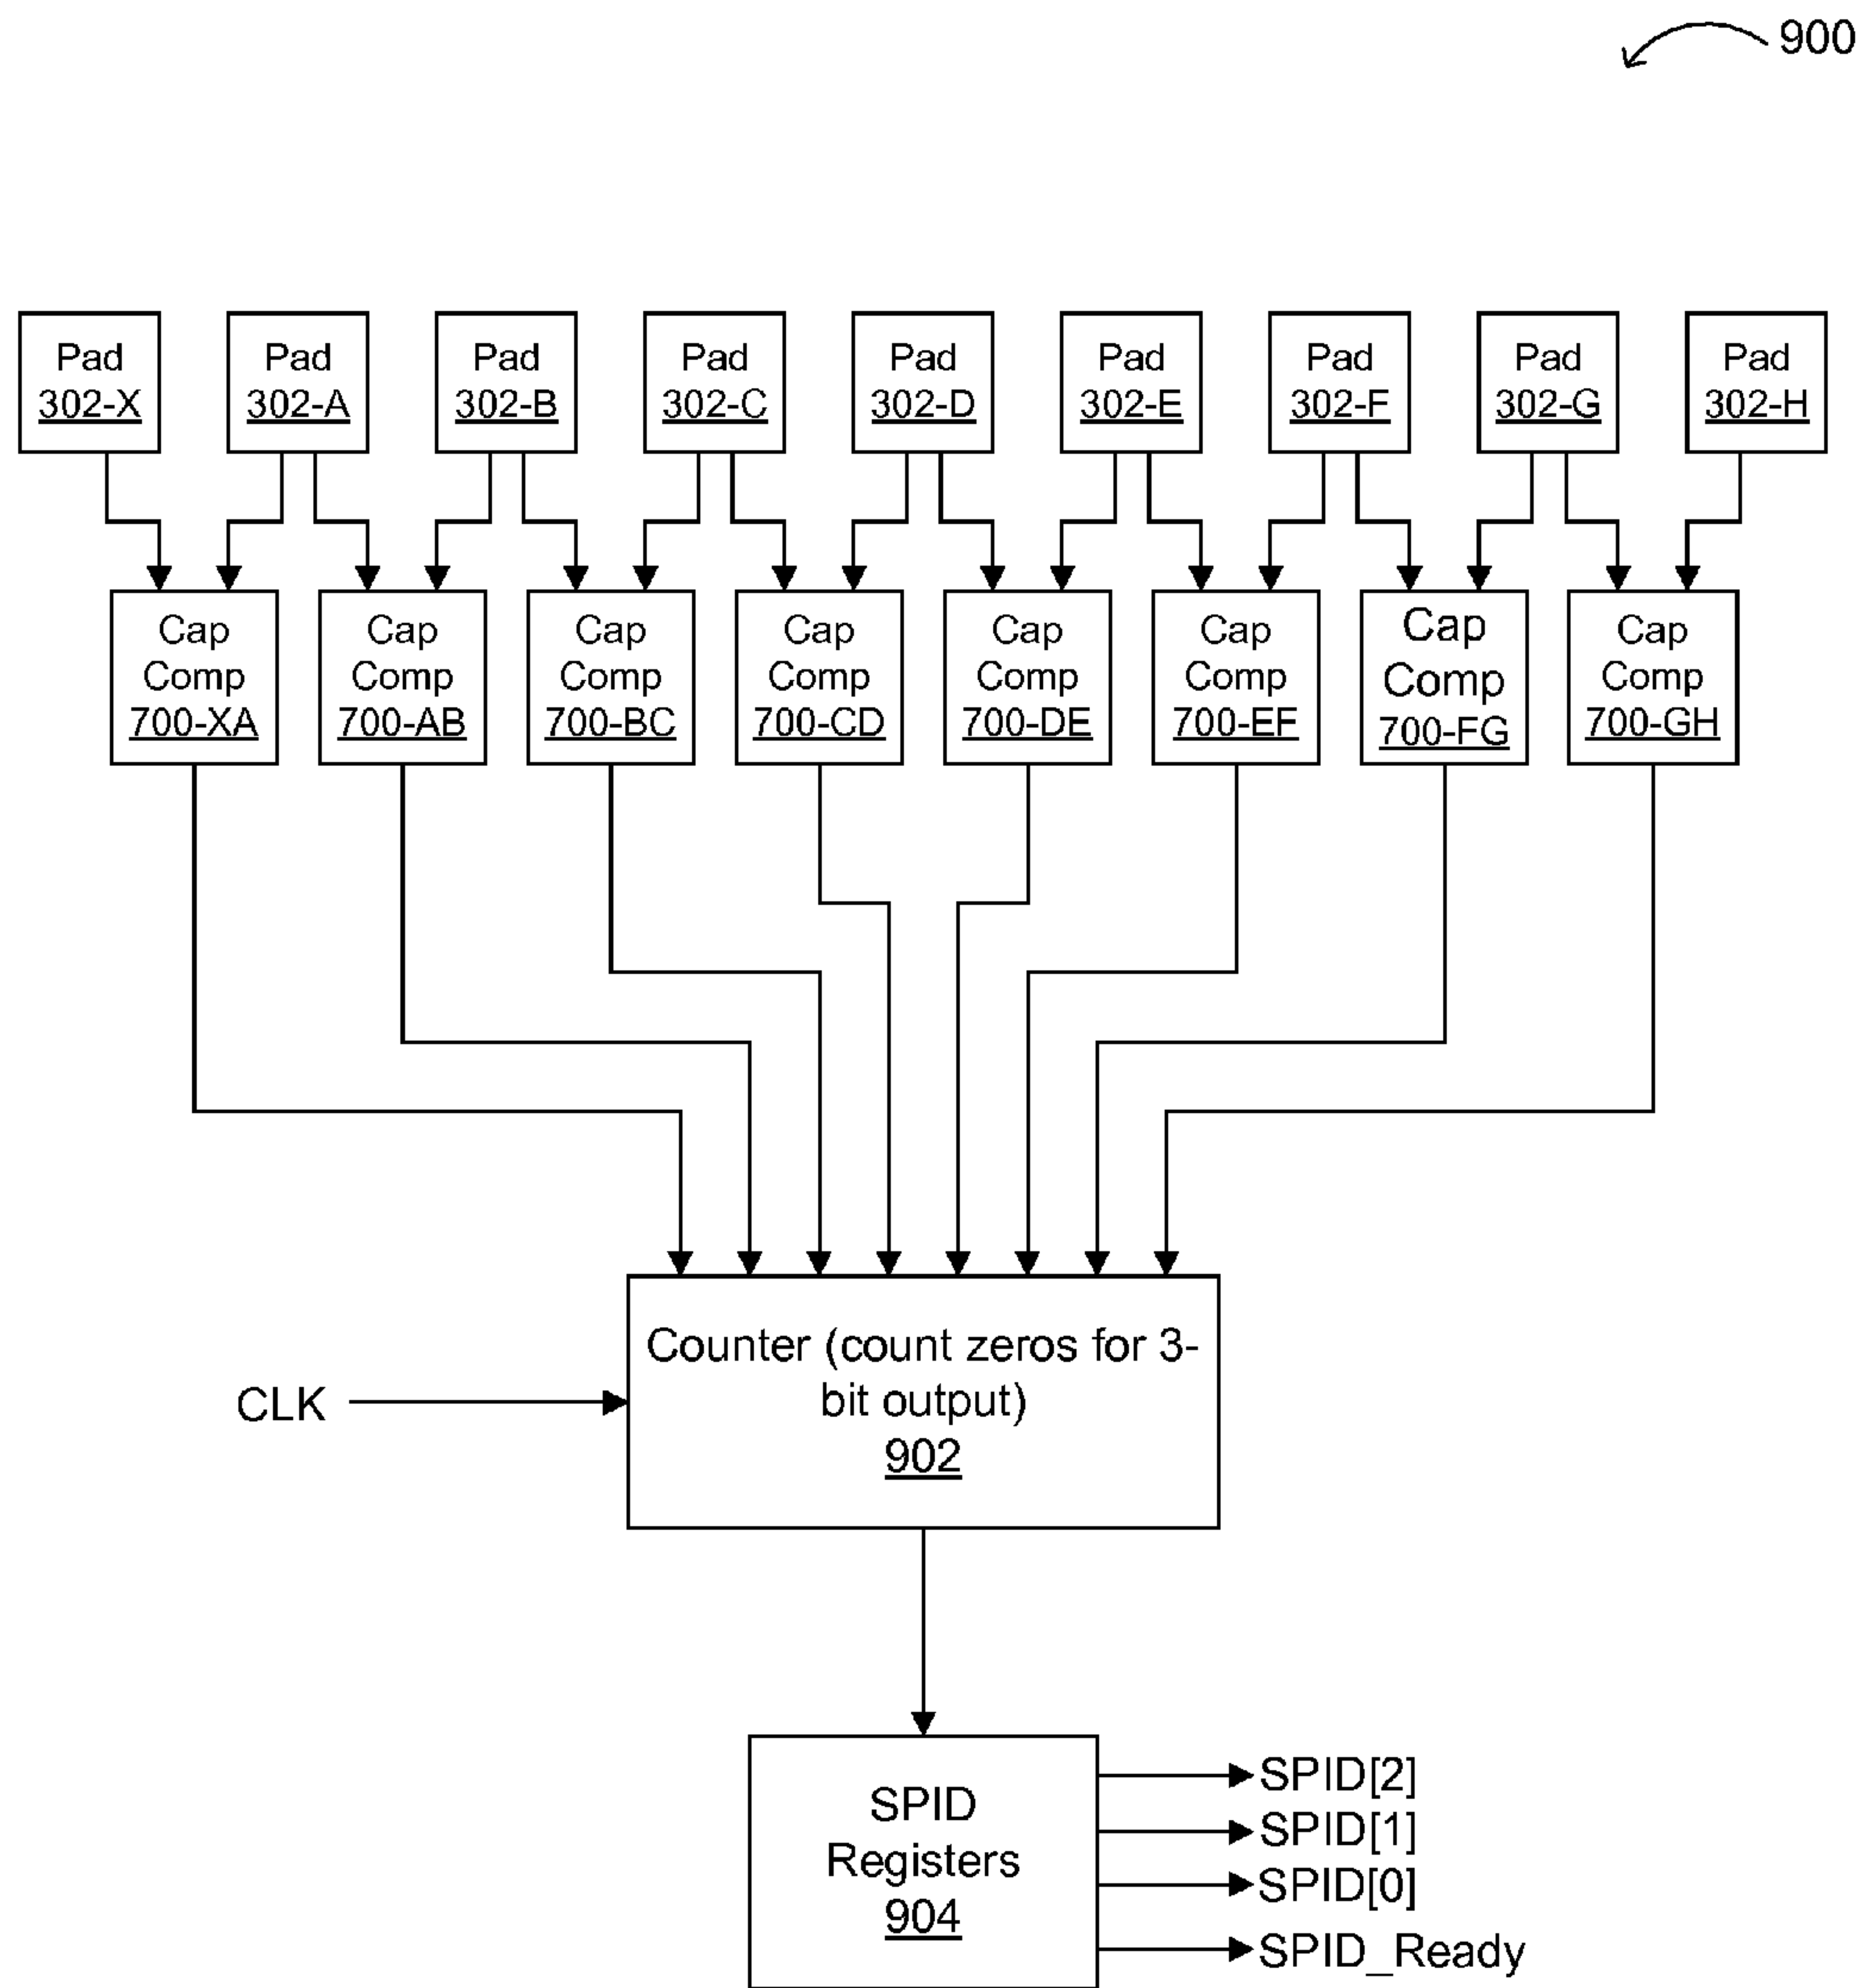 900
Pad
302-X
Pad
302-A
Pad
302-B
Pad
302-C
Pad
302-D
Pad
302-E
Pad
302-F
Pad
302-G
Pad
302-H
Cap
Comp
700-XA
Cap
Comp
700-AB
Cap
Comp
700-BC
Cap
Comp
700-CD
Cap
Comp
700-DE
Cap
Comp
700-EF
Cap
Comp
700-FG
Cap
Comp
700-GH
CLK
Counter (count zeros for 3-
bit output)
902
SPID
Registers
904
SPID[2]
SPID[1]
SPID[0]
SPID_Ready